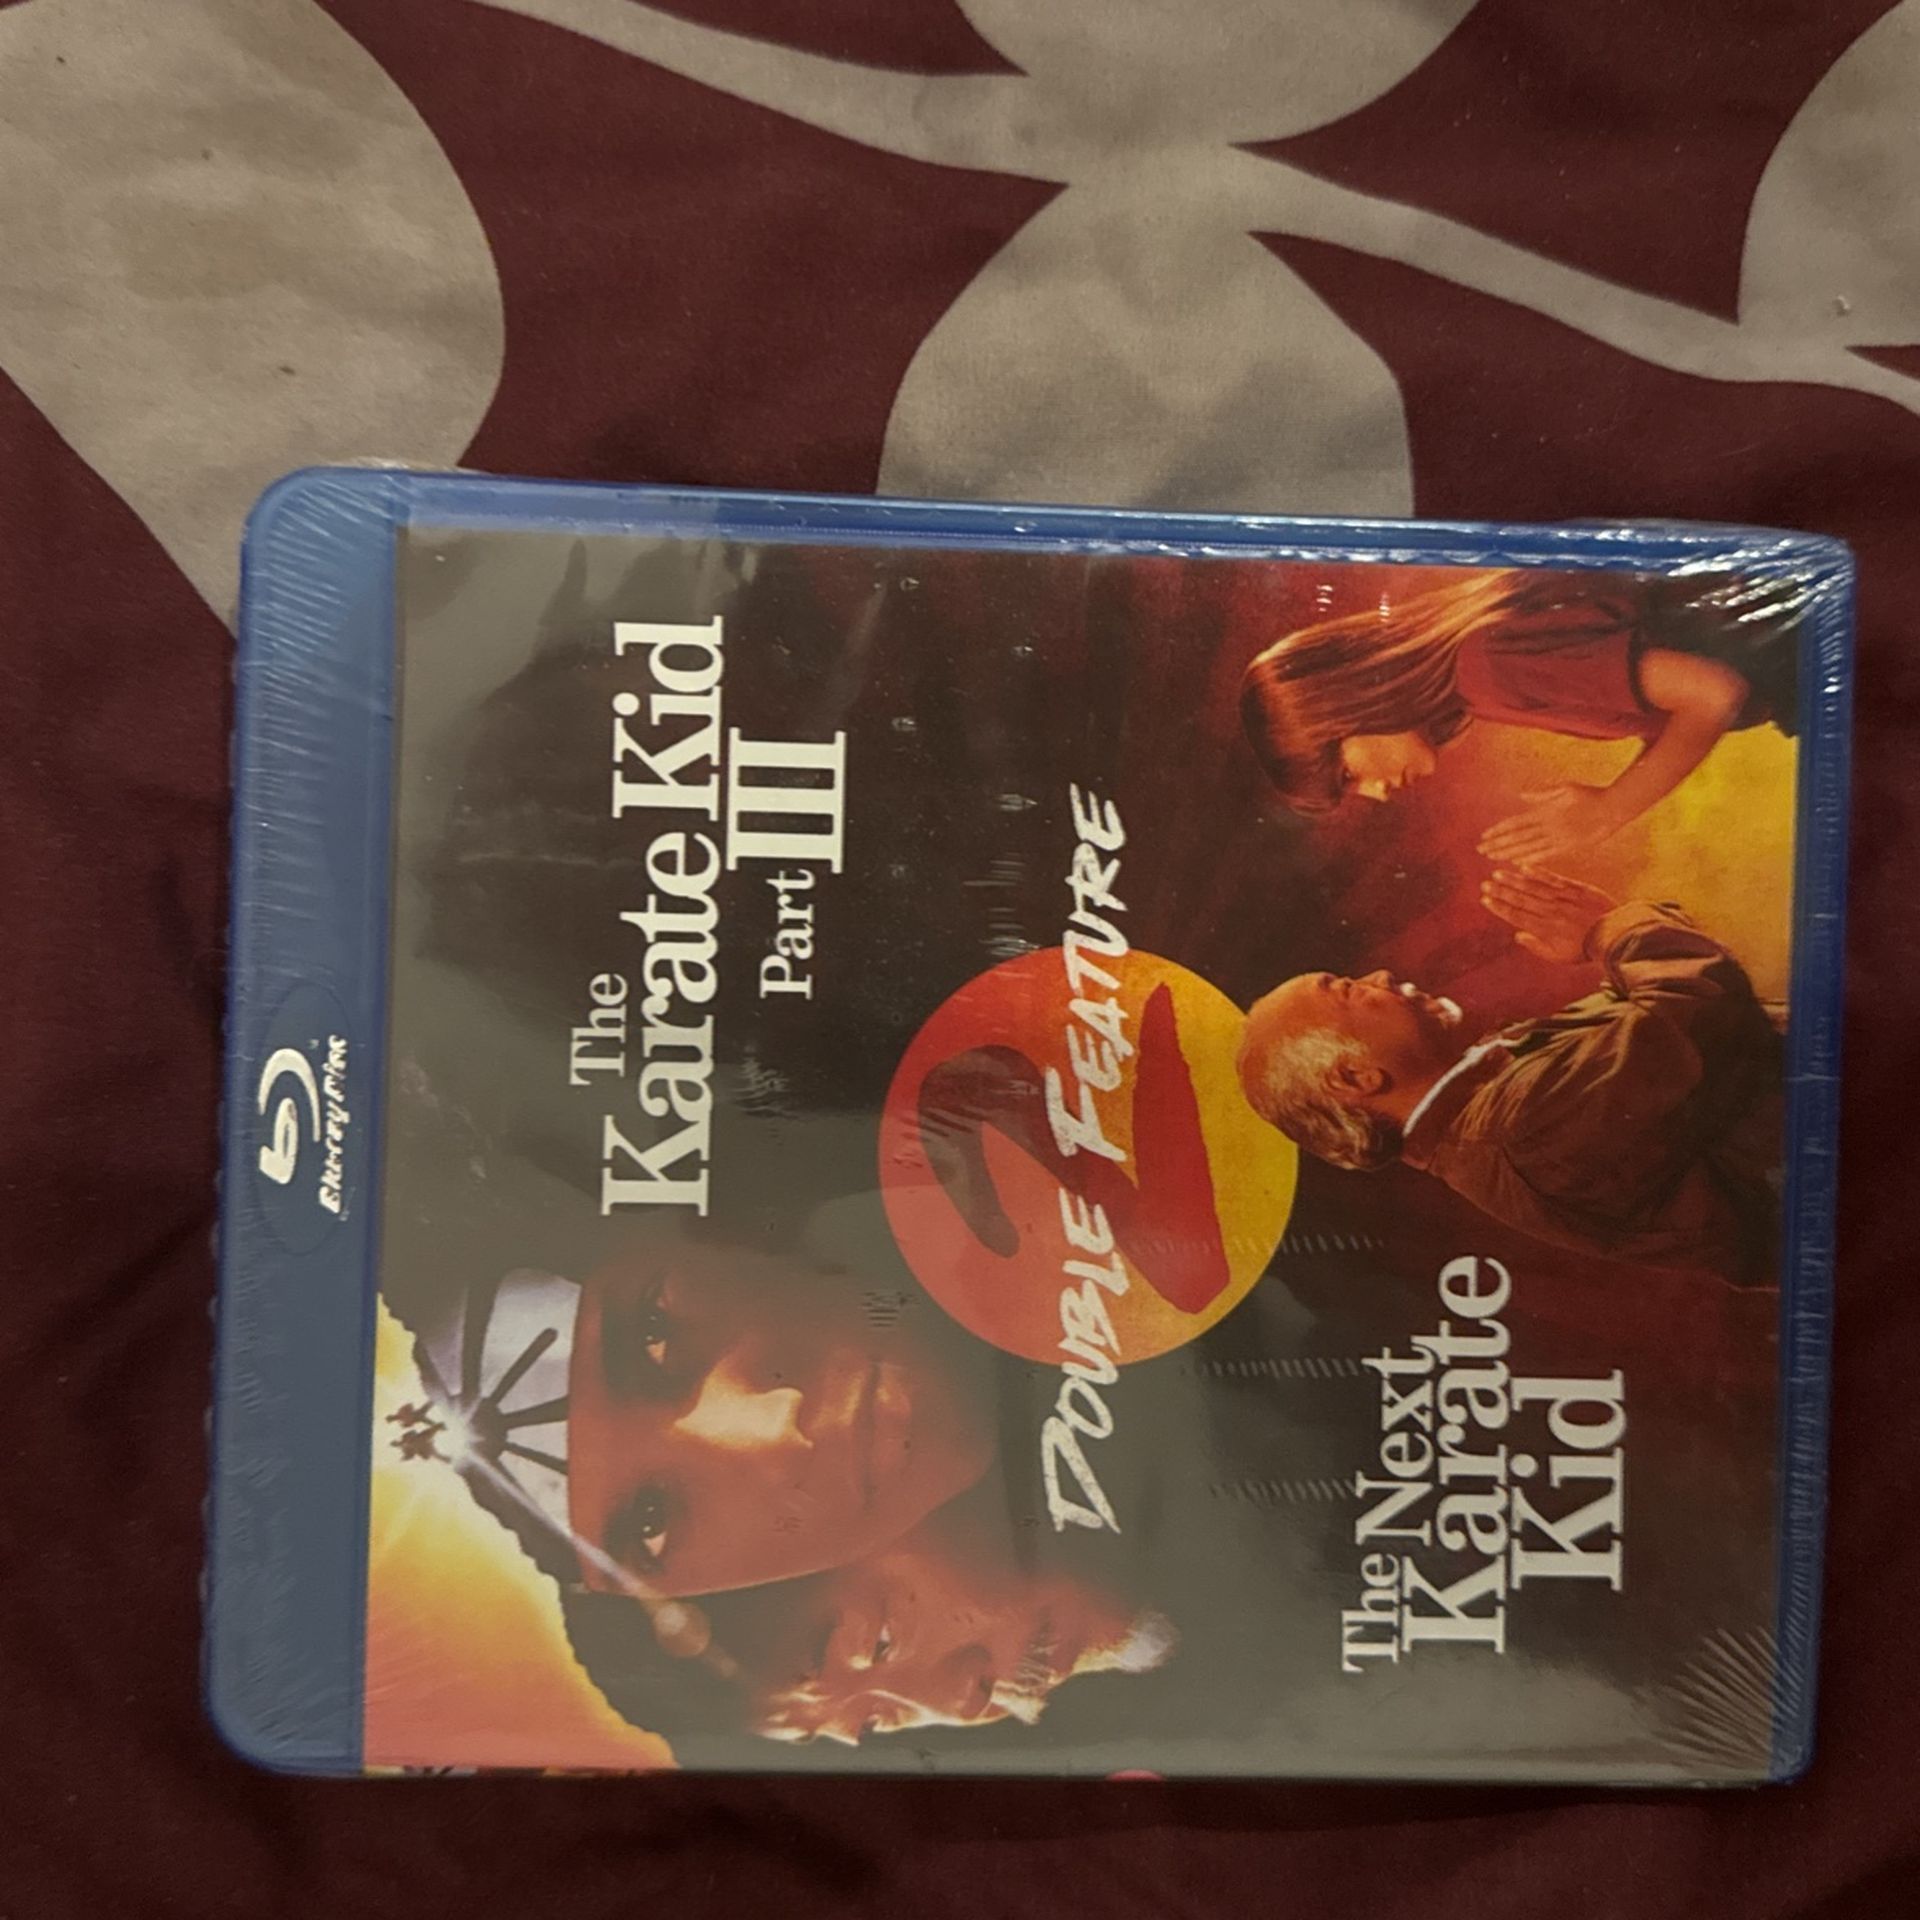 Blu-ray Disc
The
Karate Kid
Part III
2
DOUBLE FEATURE
The Next
Karate
Kid